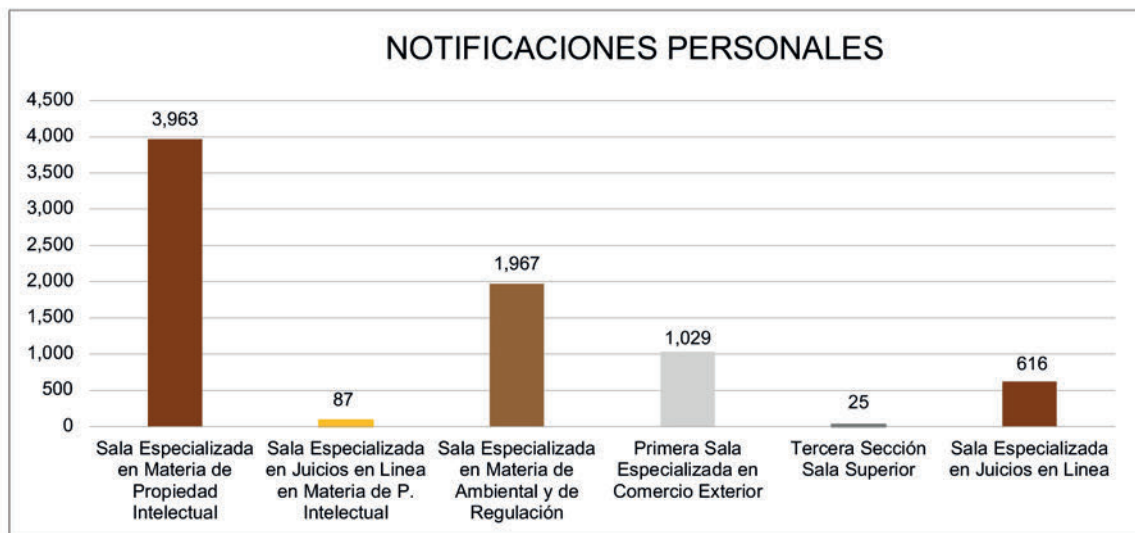 NOTIFICACIONES PERSONALES
4,500
4,000
3,500
3,000
2,500
2,000
1,500
1,000
500
0
3,963
87
1,967
1,029
25
616
Sala Especializada
en Materia de
Propiedad
Intelectual
Sala Especializada
en Juicios en Linea
en Materia de P.
Intelectual
Sala Especializada
en Materia de
Ambiental y de
Regulación
Primera Sala
Especializada en
Comercio Exterior
Tercera Sección
Sala Superior
Sala Especializada
en Juicios en Linea